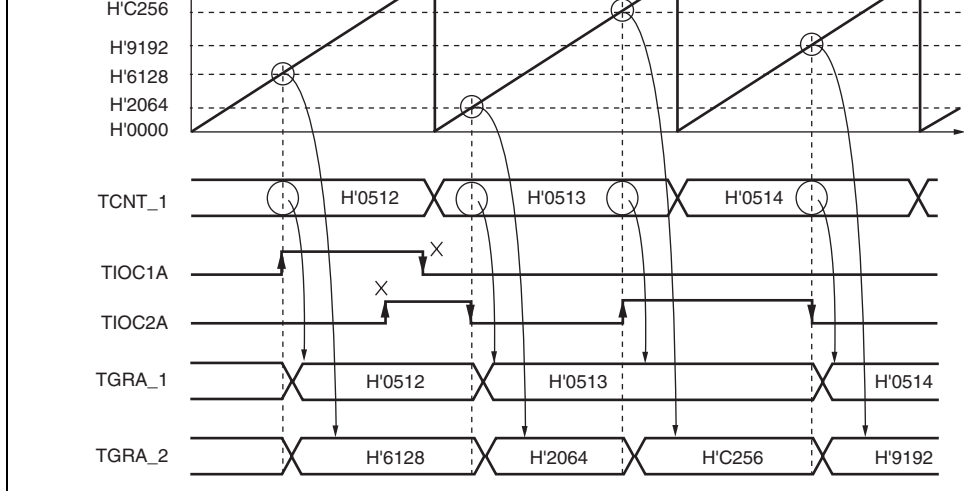 H'C256
H'9192
H'6128
H'2064
H'0000
TCNT_1 H'0512 H'0513 H'0514
TIOC1A
X
X
TIOC2A
TGRA_1 H'0512 H'0513 H'0514
TGRA_2 H'6128 H'2064 H'C256 H'9192